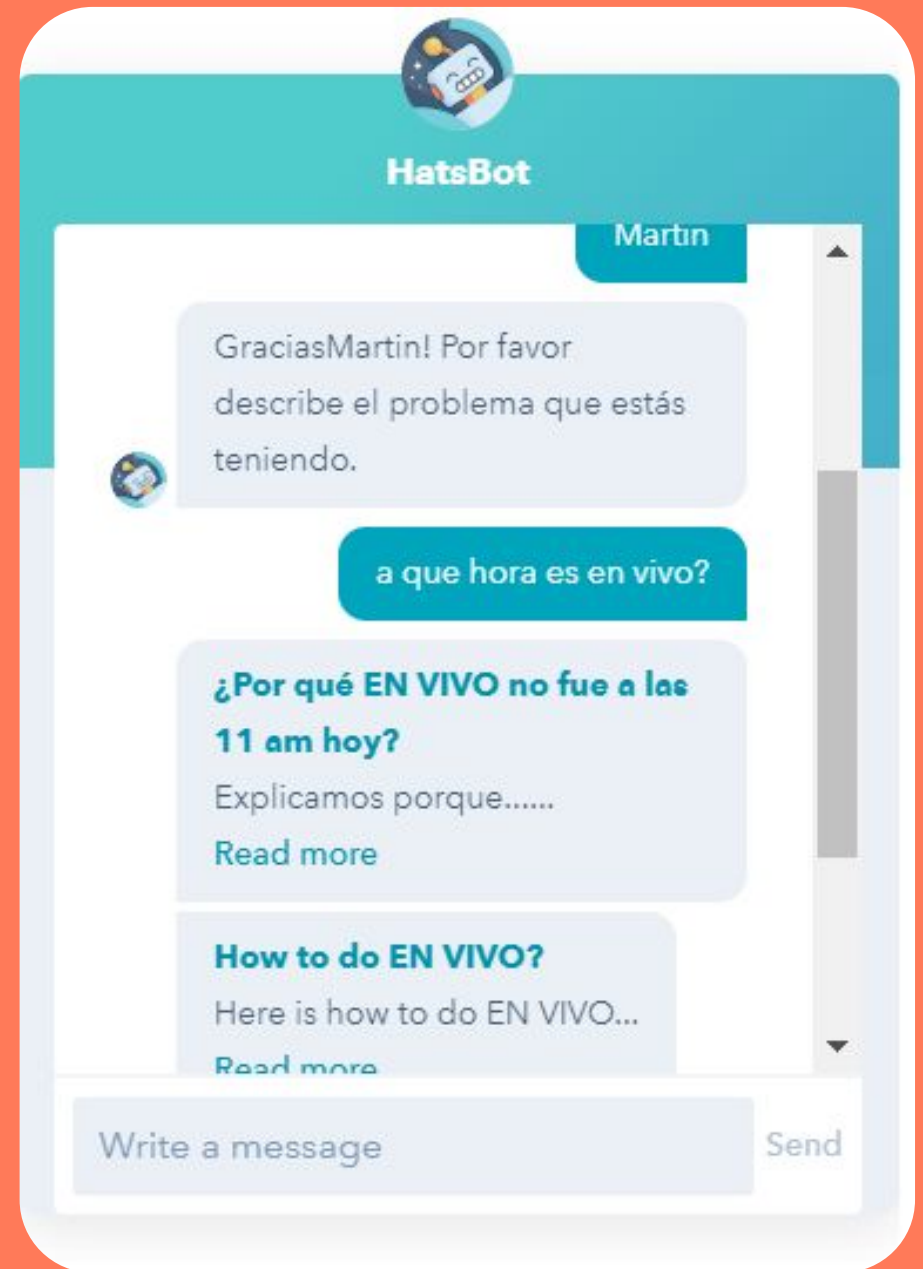 HatsBot
Martin
GraciasMartin! Por favor
describe el problema que estás
teniendo.
a que hora es en vivo?
¿Por qué EN VIVO no fue a las
11 am hoy?
Explicamos porque......
Read more
How to do EN VIVO?
Here is how to do EN VIVO...
Read more
Write a message
Send